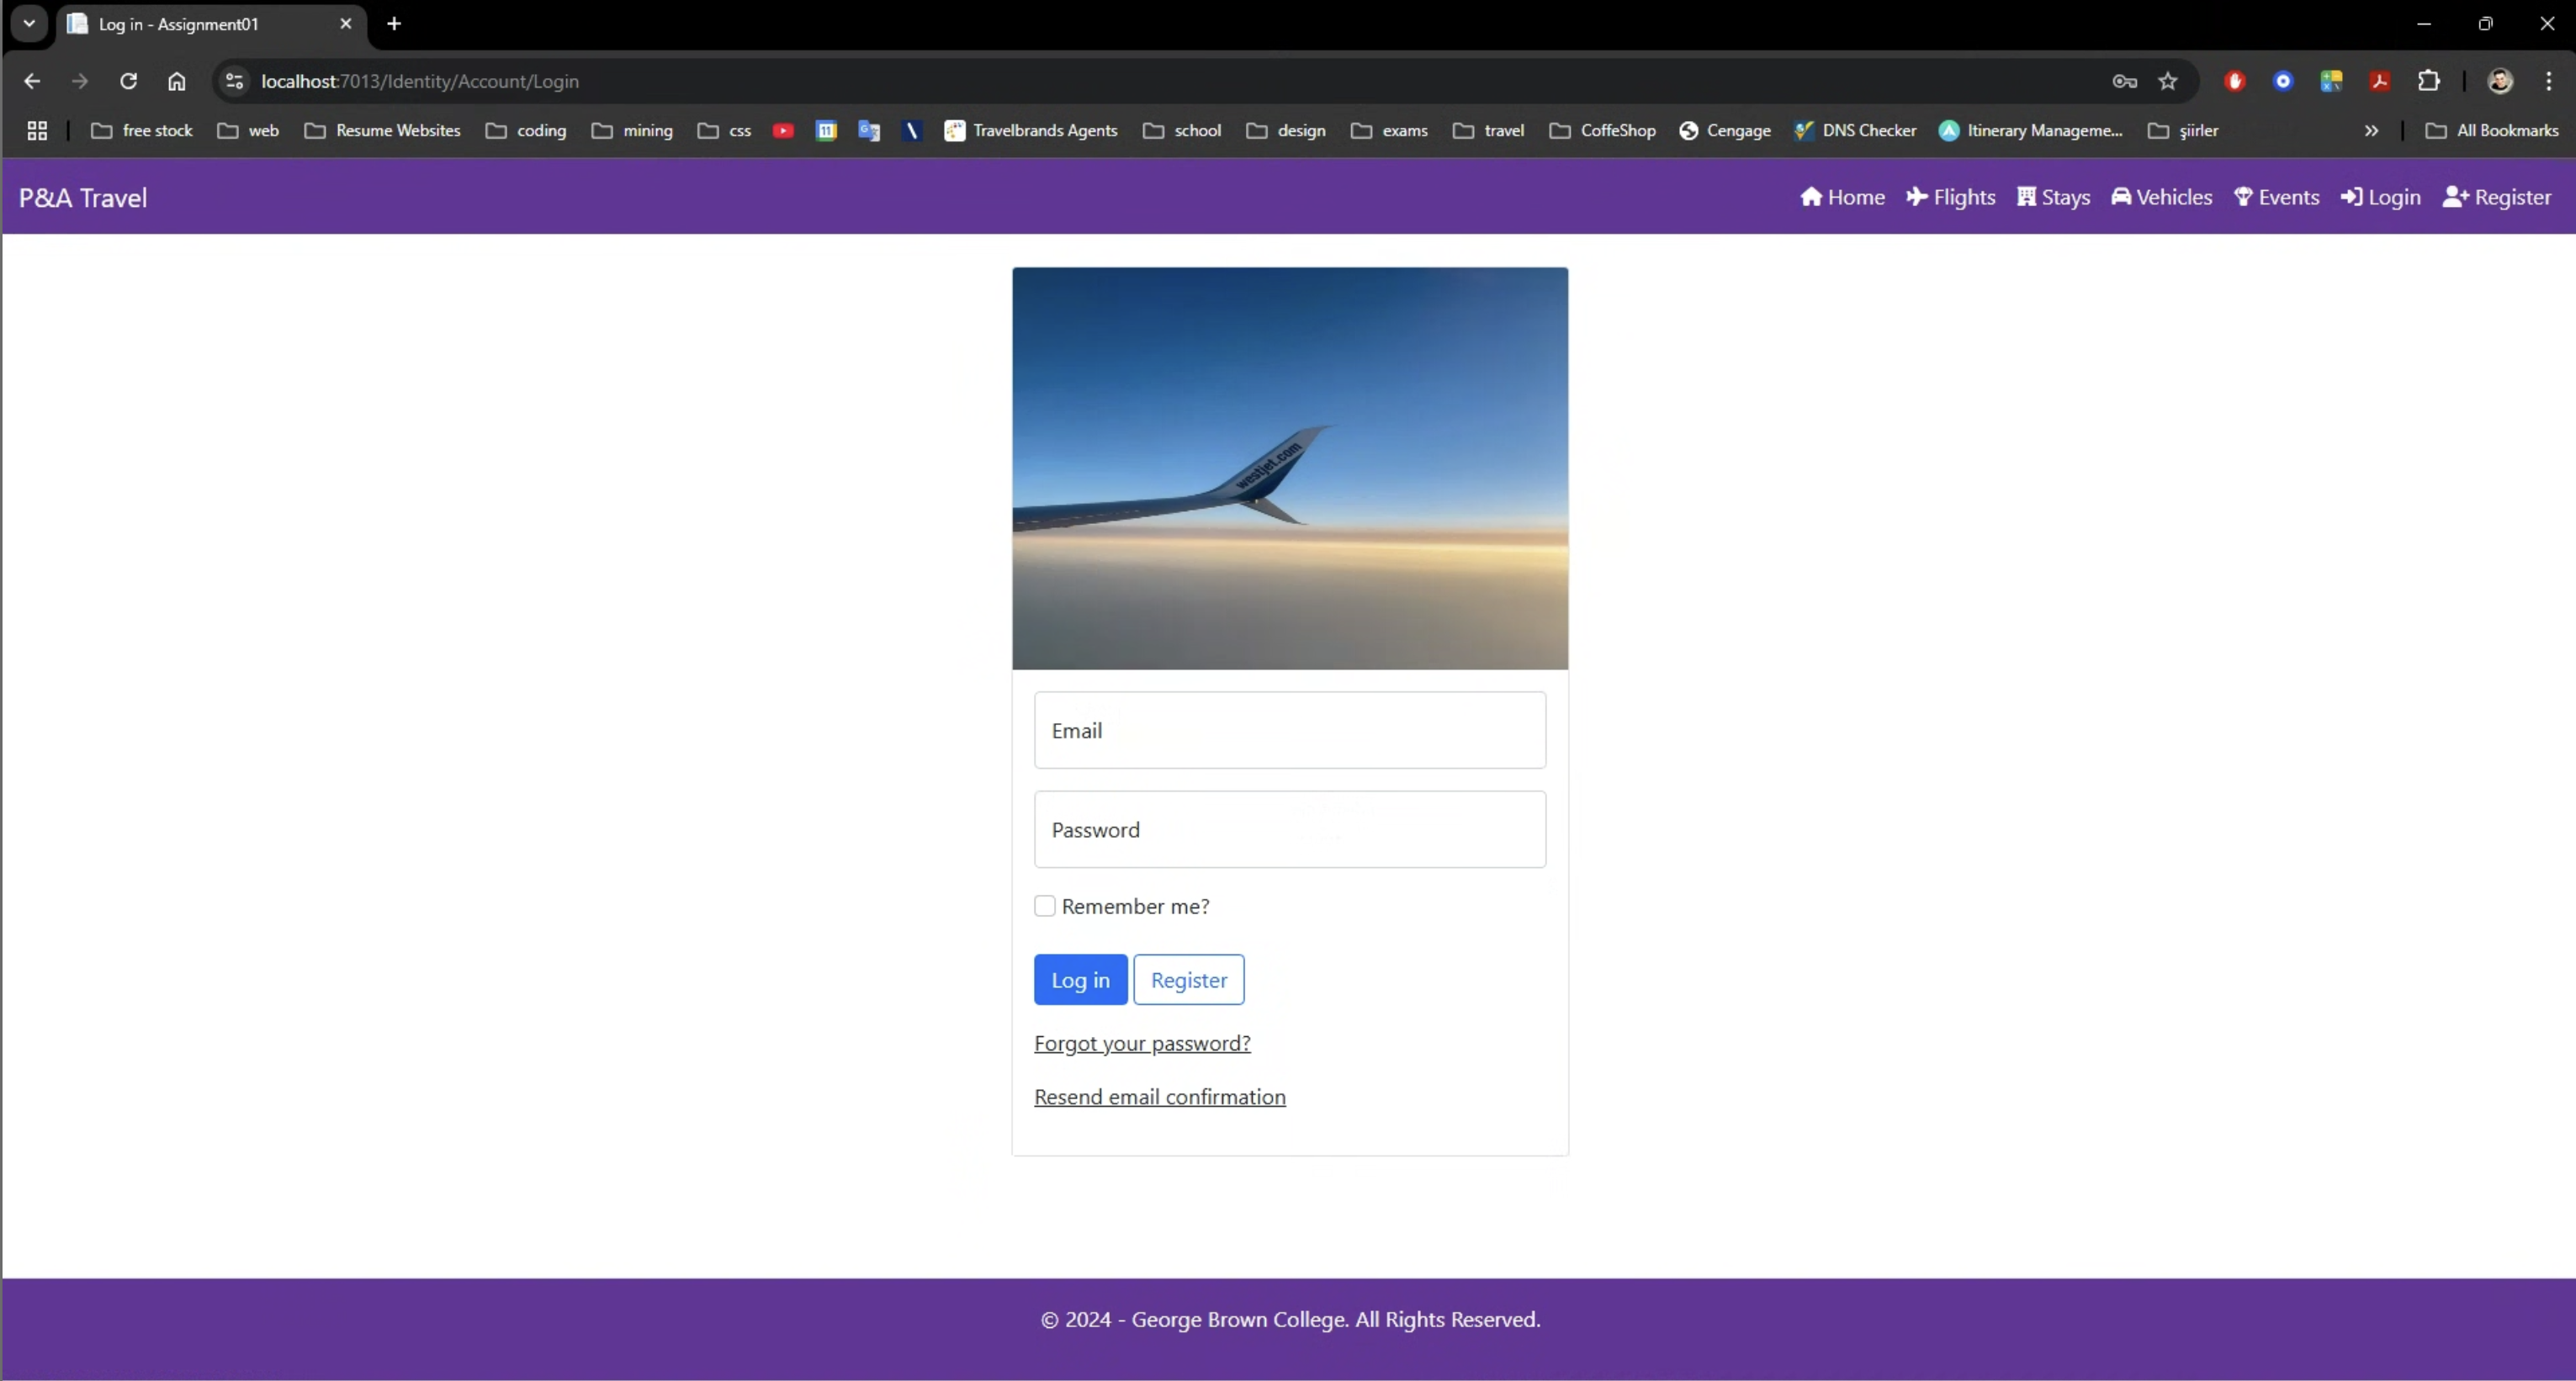 Log in - Assignment01
localhost:7013/Identity/Account/Login
free stock web Resume Websites coding mining css 11 Travelbrands Agents school design exams travel CoffeShop Cengage DNS Checker Itinerary Manageme... şiirler » All Bookmarks
P&A Travel Home Flights Stays Vehicles Events Login Register
westjet.com
Email
Password
Remember me?
Log in Register
Forgot your password?
Resend email confirmation
© 2024 - George Brown College. All Rights Reserved.